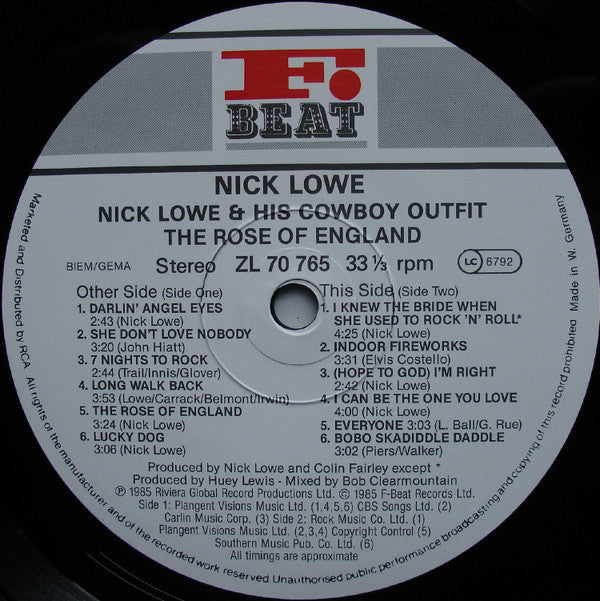 F.
BEAT
NICK LOWE
NICK LOWE & HIS COWBOY OUTFIT
THE ROSE OF ENGLAND
BIEM/GEMA Stereo ZL 70 765 33 ⅓ rpm LC 6792
Other Side (Side One)
1. DARLIN' ANGEL EYES
2:43 (Nick Lowe)
2. SHE DON'T LOVE NOBODY
3:20 (John Hiatt)
3. 7 NIGHTS TO ROCK
2:44 (Trail/Innis/Glover)
4. LONG WALK BACK
3:53 (Lowe/Carrack/Belmont/Irwin)
5. THE ROSE OF ENGLAND
3:24 (Nick Lowe)
6. LUCKY DOG
3:06 (Nick Lowe)
This Side (Side Two)
1. I KNEW THE BRIDE WHEN
SHE USED TO ROCK 'N' ROLL*
4:25 (Nick Lowe)
2. INDOOR FIREWORKS
3:31 (Elvis Costello)
3. (HOPE TO GOD) I'M RIGHT
2:42 (Nick Lowe)
4. I CAN BE THE ONE YOU LOVE
4:00 (Nick Lowe)
5. EVERYONE 3:03 (L. Ball/G. Rue)
6. BOBO SKADIDDLE DADDLE
3:02 (Piers/Walker)
Produced by Nick Lowe and Colin Fairley except *
Produced by Huey Lewis - Mixed by Bob Clearmountain
℗ 1985 Riviera Global Record Productions Ltd. © 1985 F-Beat Records Ltd.
Side 1: Plangent Visions Music Ltd. (1,4,5,6) CBS Songs Ltd. (2)
Carlin Music Corp. (3) Side 2: Rock Music Co. Ltd. (1)
Plangent Visions Music Ltd. (2,3,4) Copyright Control (5)
Southern Music Pub. Co. Ltd. (6)
All timings are approximate
Marketed and Distributed by RCA All rights of the manufacturer and of the recorded work reserved Unauthorised public performance broadcasting and copying of this record prohibited Made in W. Germany